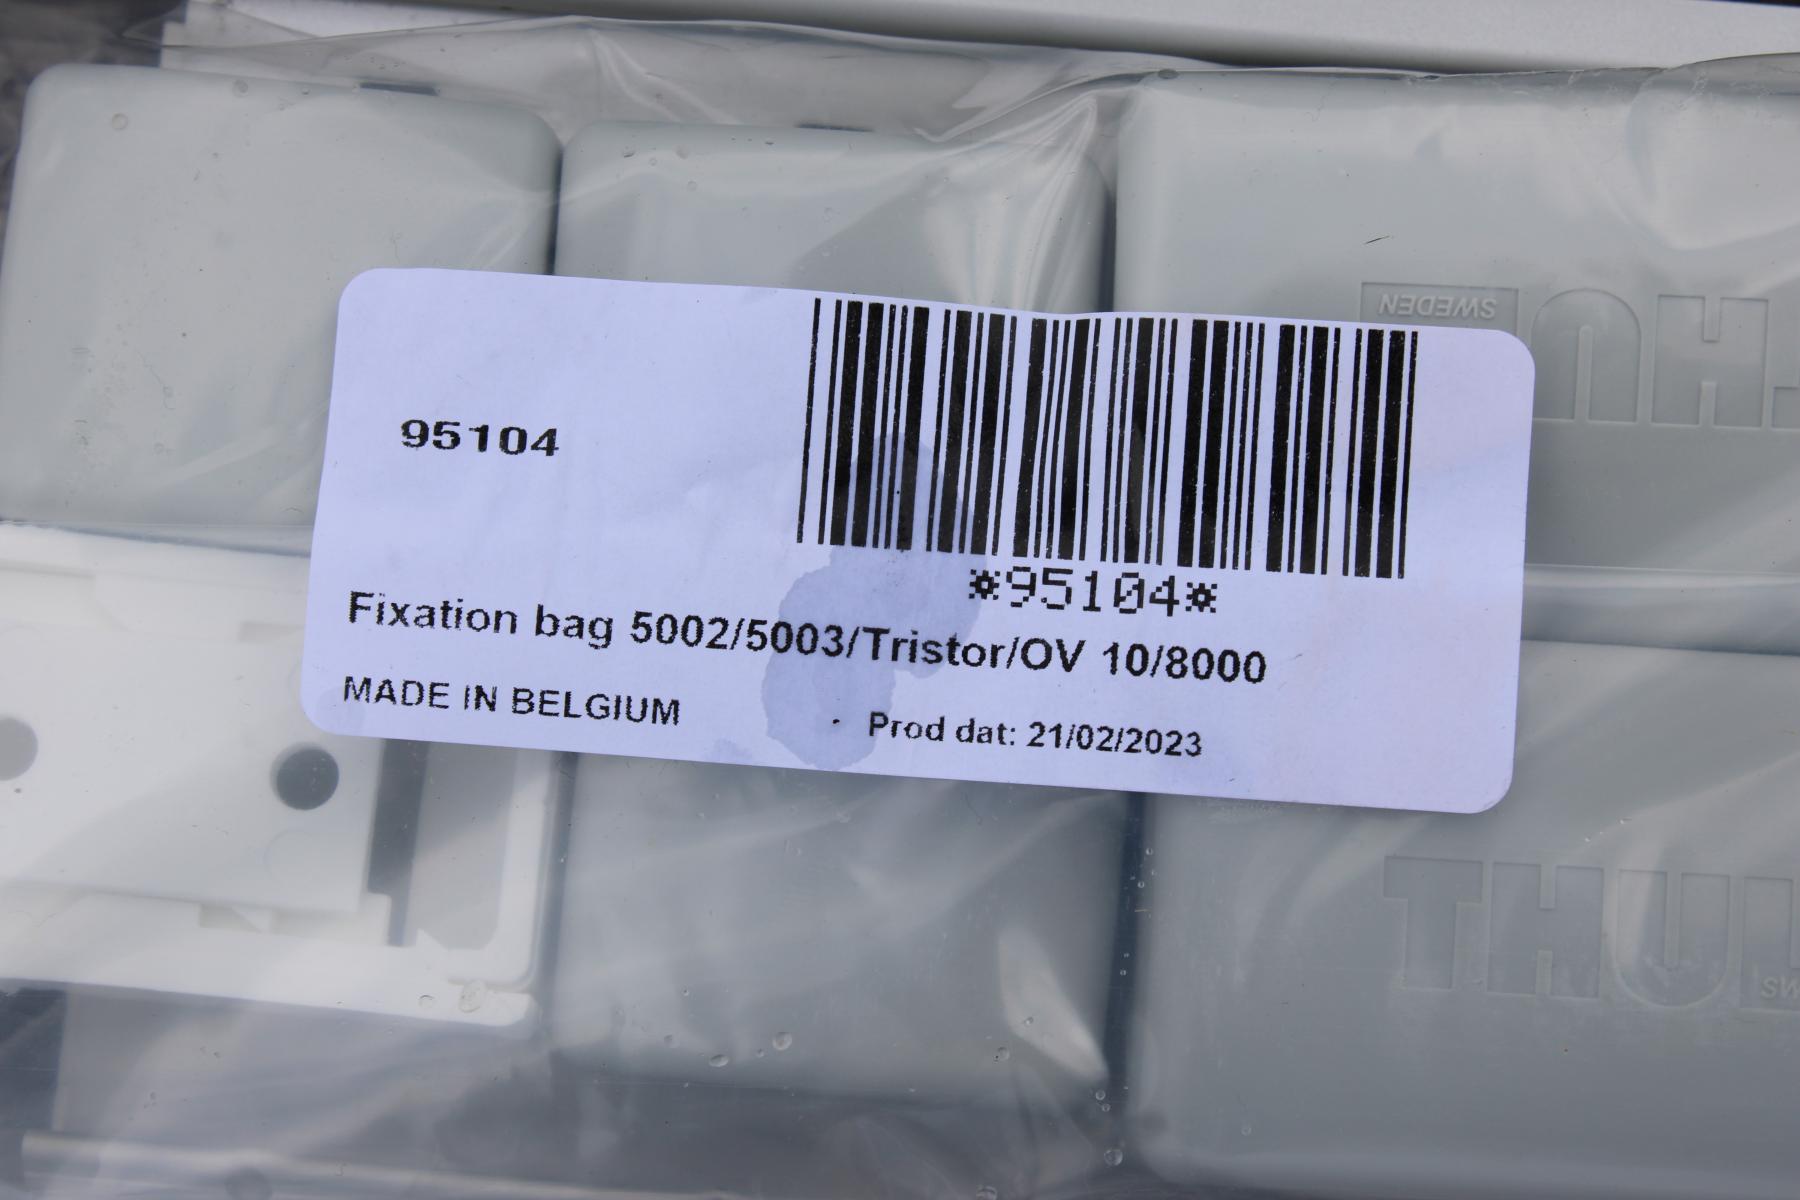 SWEDEN
95104
*95104*
Fixation bag 5002/5003/Tristor/OV 10/8000
MADE IN BELGIUM
Prod dat: 21/02/2023